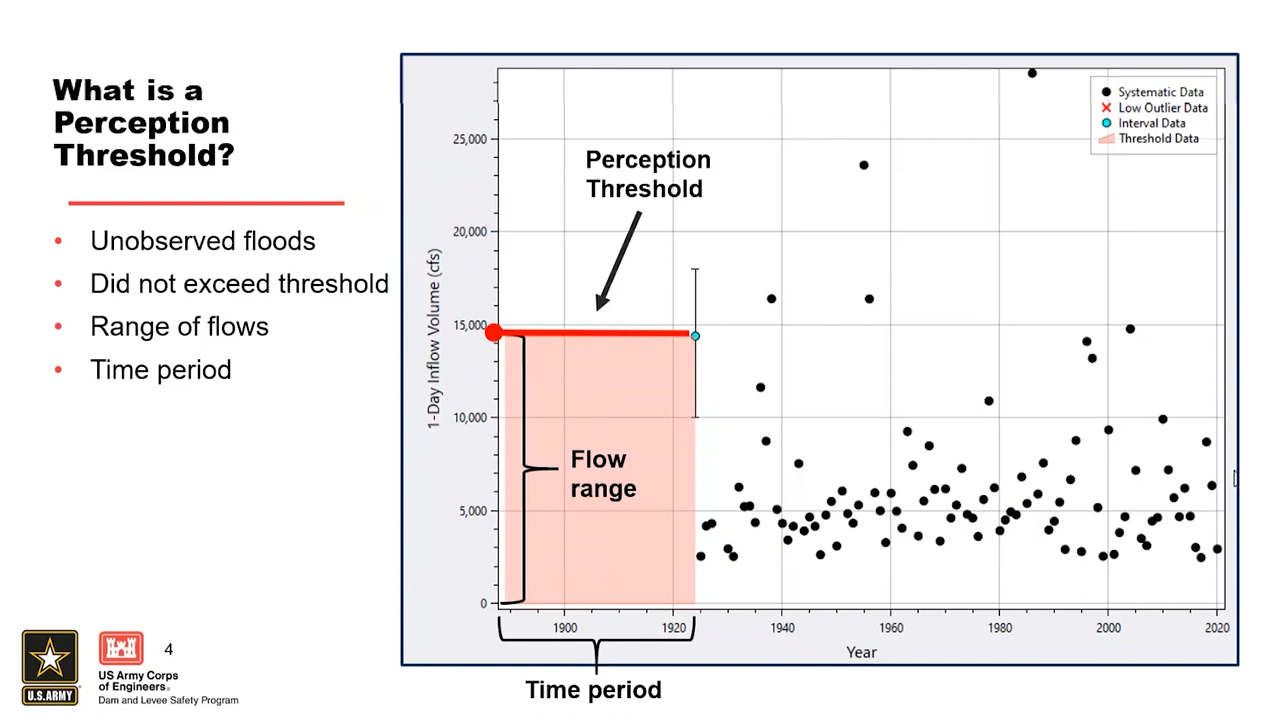 What is a
Perception
Threshold?
• Unobserved floods
• Did not exceed threshold
• Range of flows
• Time period
Perception
Threshold
Systematic Data
Low Outlier Data
Interval Data
Threshold Data
1-Day Inflow Volume (cfs)
25,000
20,000
15,000
10,000
5,000
0
Flow
range
1900 1920 1940 1960 1980 2000 2020
Year
Time period
U.S.ARMY
US Army Corps
of Engineers®
Dam and Levee Safety Program
4